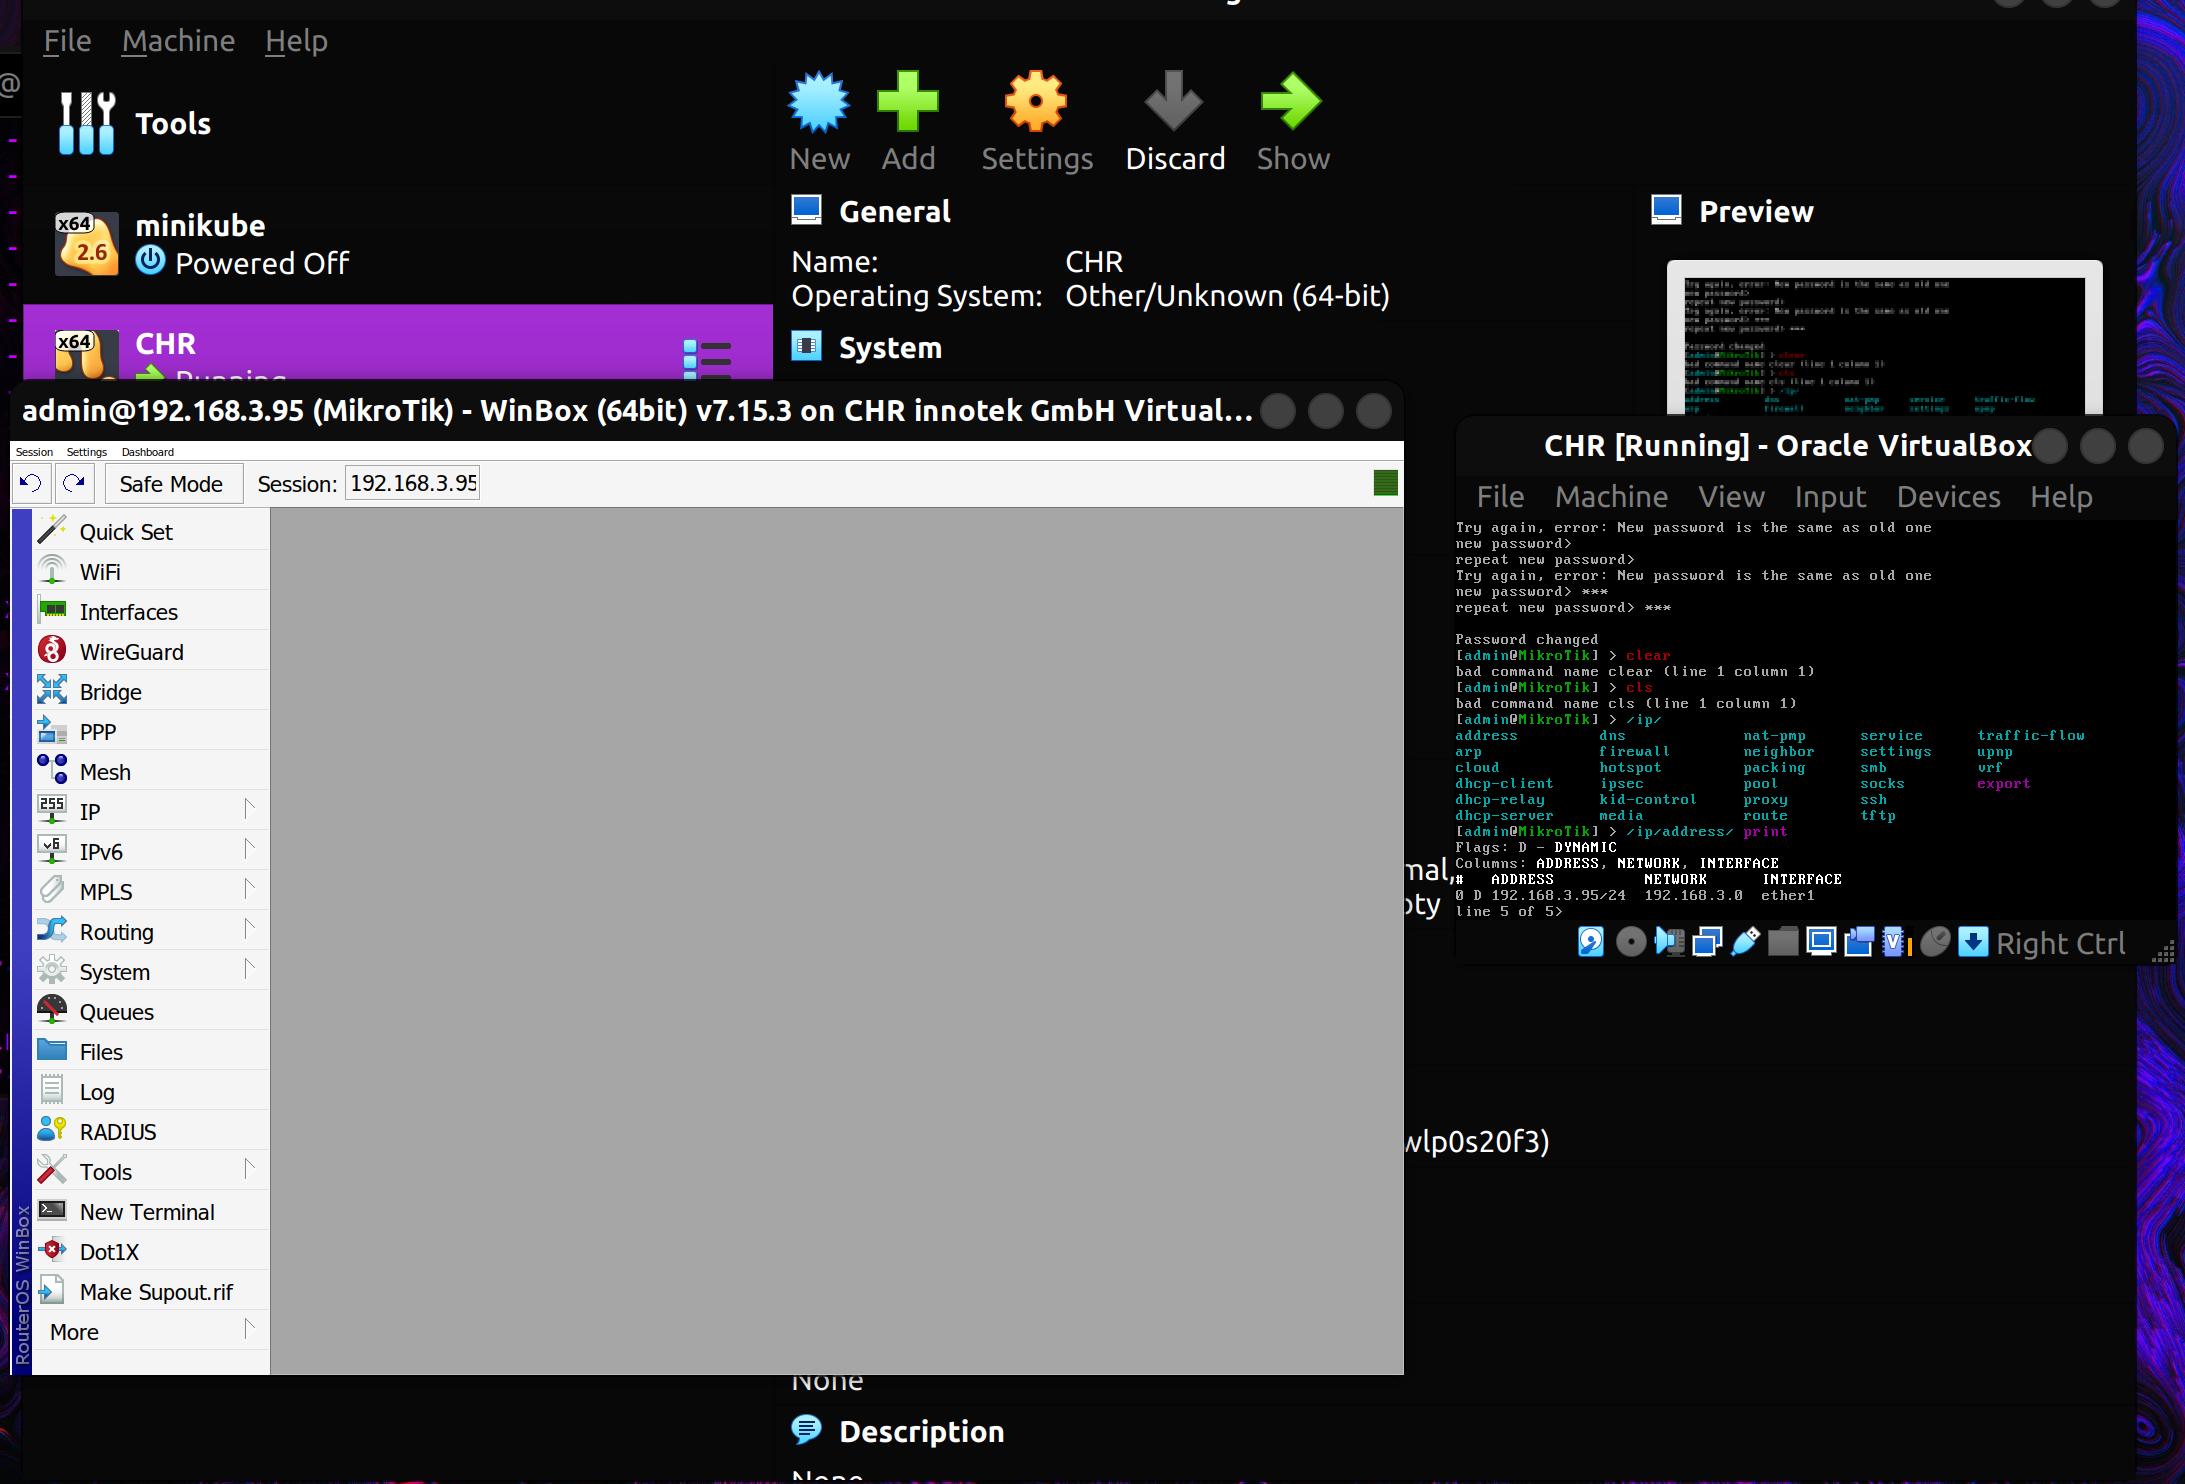 File Machine Help
@
Tools
New Add Settings Discard Show
minikube
x64
2.6
Powered Off
CHR
x64
General
Name: CHR
Operating System: Other/Unknown (64-bit)
System
Preview
admin@192.168.3.95 (MikroTik) - WinBox (64bit) v7.15.3 on CHR innotek GmbH Virtual...
Session Settings Dashboard
Safe Mode Session: 192.168.3.95
Quick Set
WiFi
Interfaces
WireGuard
Bridge
PPP
Mesh
255
IP
v6
IPv6
MPLS
Routing
System
Queues
Files
Log
RADIUS
Tools
New Terminal
Dot1X
Make Supout.rif
More
RouterOS WinBox
CHR [Running] - Oracle VirtualBox
File Machine View Input Devices Help
Try again, error: New password is the same as old one
new password>
repeat new password>
Try again, error: New password is the same as old one
new password> ***
repeat new password> ***
Password changed
[admin@MikroTik] > clear
bad command name clear (line 1 column 1)
[admin@MikroTik] > cls
bad command name cls (line 1 column 1)
[admin@MikroTik] > /ip/
address dns nat-pmp service traffic-flow
arp firewall neighbor settings upnp
cloud hotspot packing smb vrf
dhcp-client ipsec pool socks export
dhcp-relay kid-control proxy ssh
dhcp-server media route tftp
[admin@MikroTik] > /ip/address/ print
Flags: D - DYNAMIC
Columns: ADDRESS, NETWORK, INTERFACE
# ADDRESS NETWORK INTERFACE
0 D 192.168.3.95/24 192.168.3.0 ether1
line 5 of 5>
Right Ctrl
wlp0s20f3)
None
Description